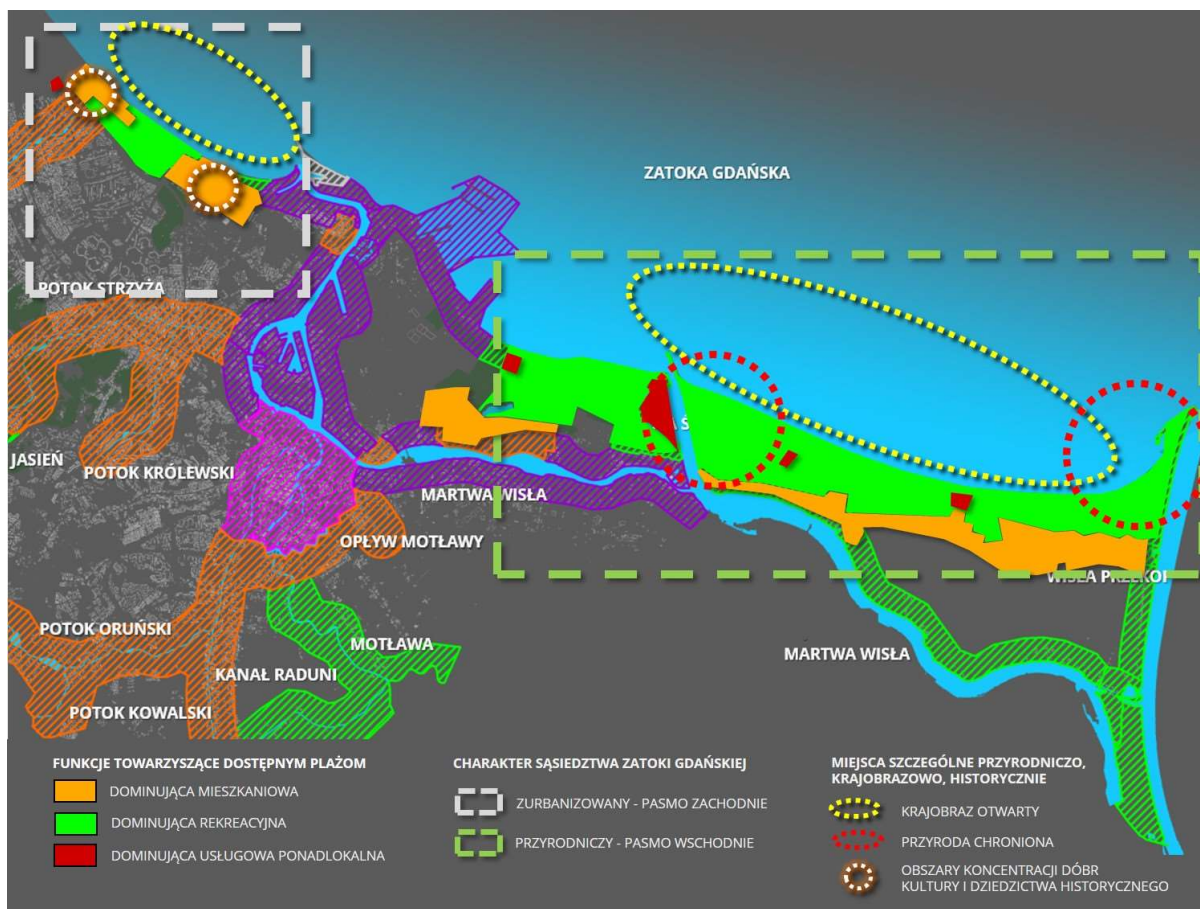 ZATOKA GDAŃSKA
POTOK STRZYŻA
JASIEŃ
POTOK KRÓLEWSKI
MARTWA WISŁA
OPŁYW MOTŁAWY
WISŁA PRZEKOP
POTOK ORUŃSKI
MOTŁAWA
MARTWA WISŁA
KANAŁ RADUNI
POTOK KOWALSKI
FUNKCJE TOWARZYSZĄCE DOSTĘPNYM PLAŻOM
DOMINUJĄCA MIESZKANIOWA
DOMINUJĄCA REKREACYJNA
DOMINUJĄCA USŁUGOWA PONADLOKALNA
CHARAKTER SĄSIEDZTWA ZATOKI GDAŃSKIEJ
ZURBANIZOWANY - PASMO ZACHODNIE
PRZYRODNICZY - PASMO WSCHODNIE
MIEJSCA SZCZEGÓLNE PRZYRODNICZO,
KRAJOBRAZOWO, HISTORYCZNIE
KRAJOBRAZ OTWARTY
PRZYRODA CHRONIONA
OBSZARY KONCENTRACJI DÓBR
KULTURY I DZIEDZICTWA HISTORYCZNEGO